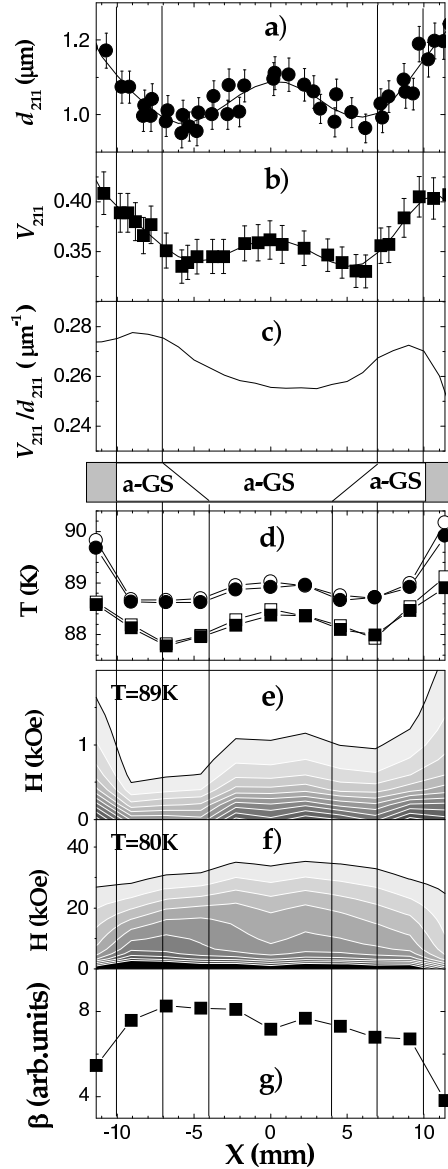 a)
d211 (μm)
1.2
1.0
b)
V211
0.40
0.35
c)
V211/d211 (μm-1)
0.28
0.26
0.24
a-GS a-GS a-GS
d)
T (K)
90
89
88
T=89K e)
H (kOe)
1
0
T=80K f)
H (kOe)
40
20
0
g)
β (arb.units)
8
4
-10 -5 0 5 10
X (mm)